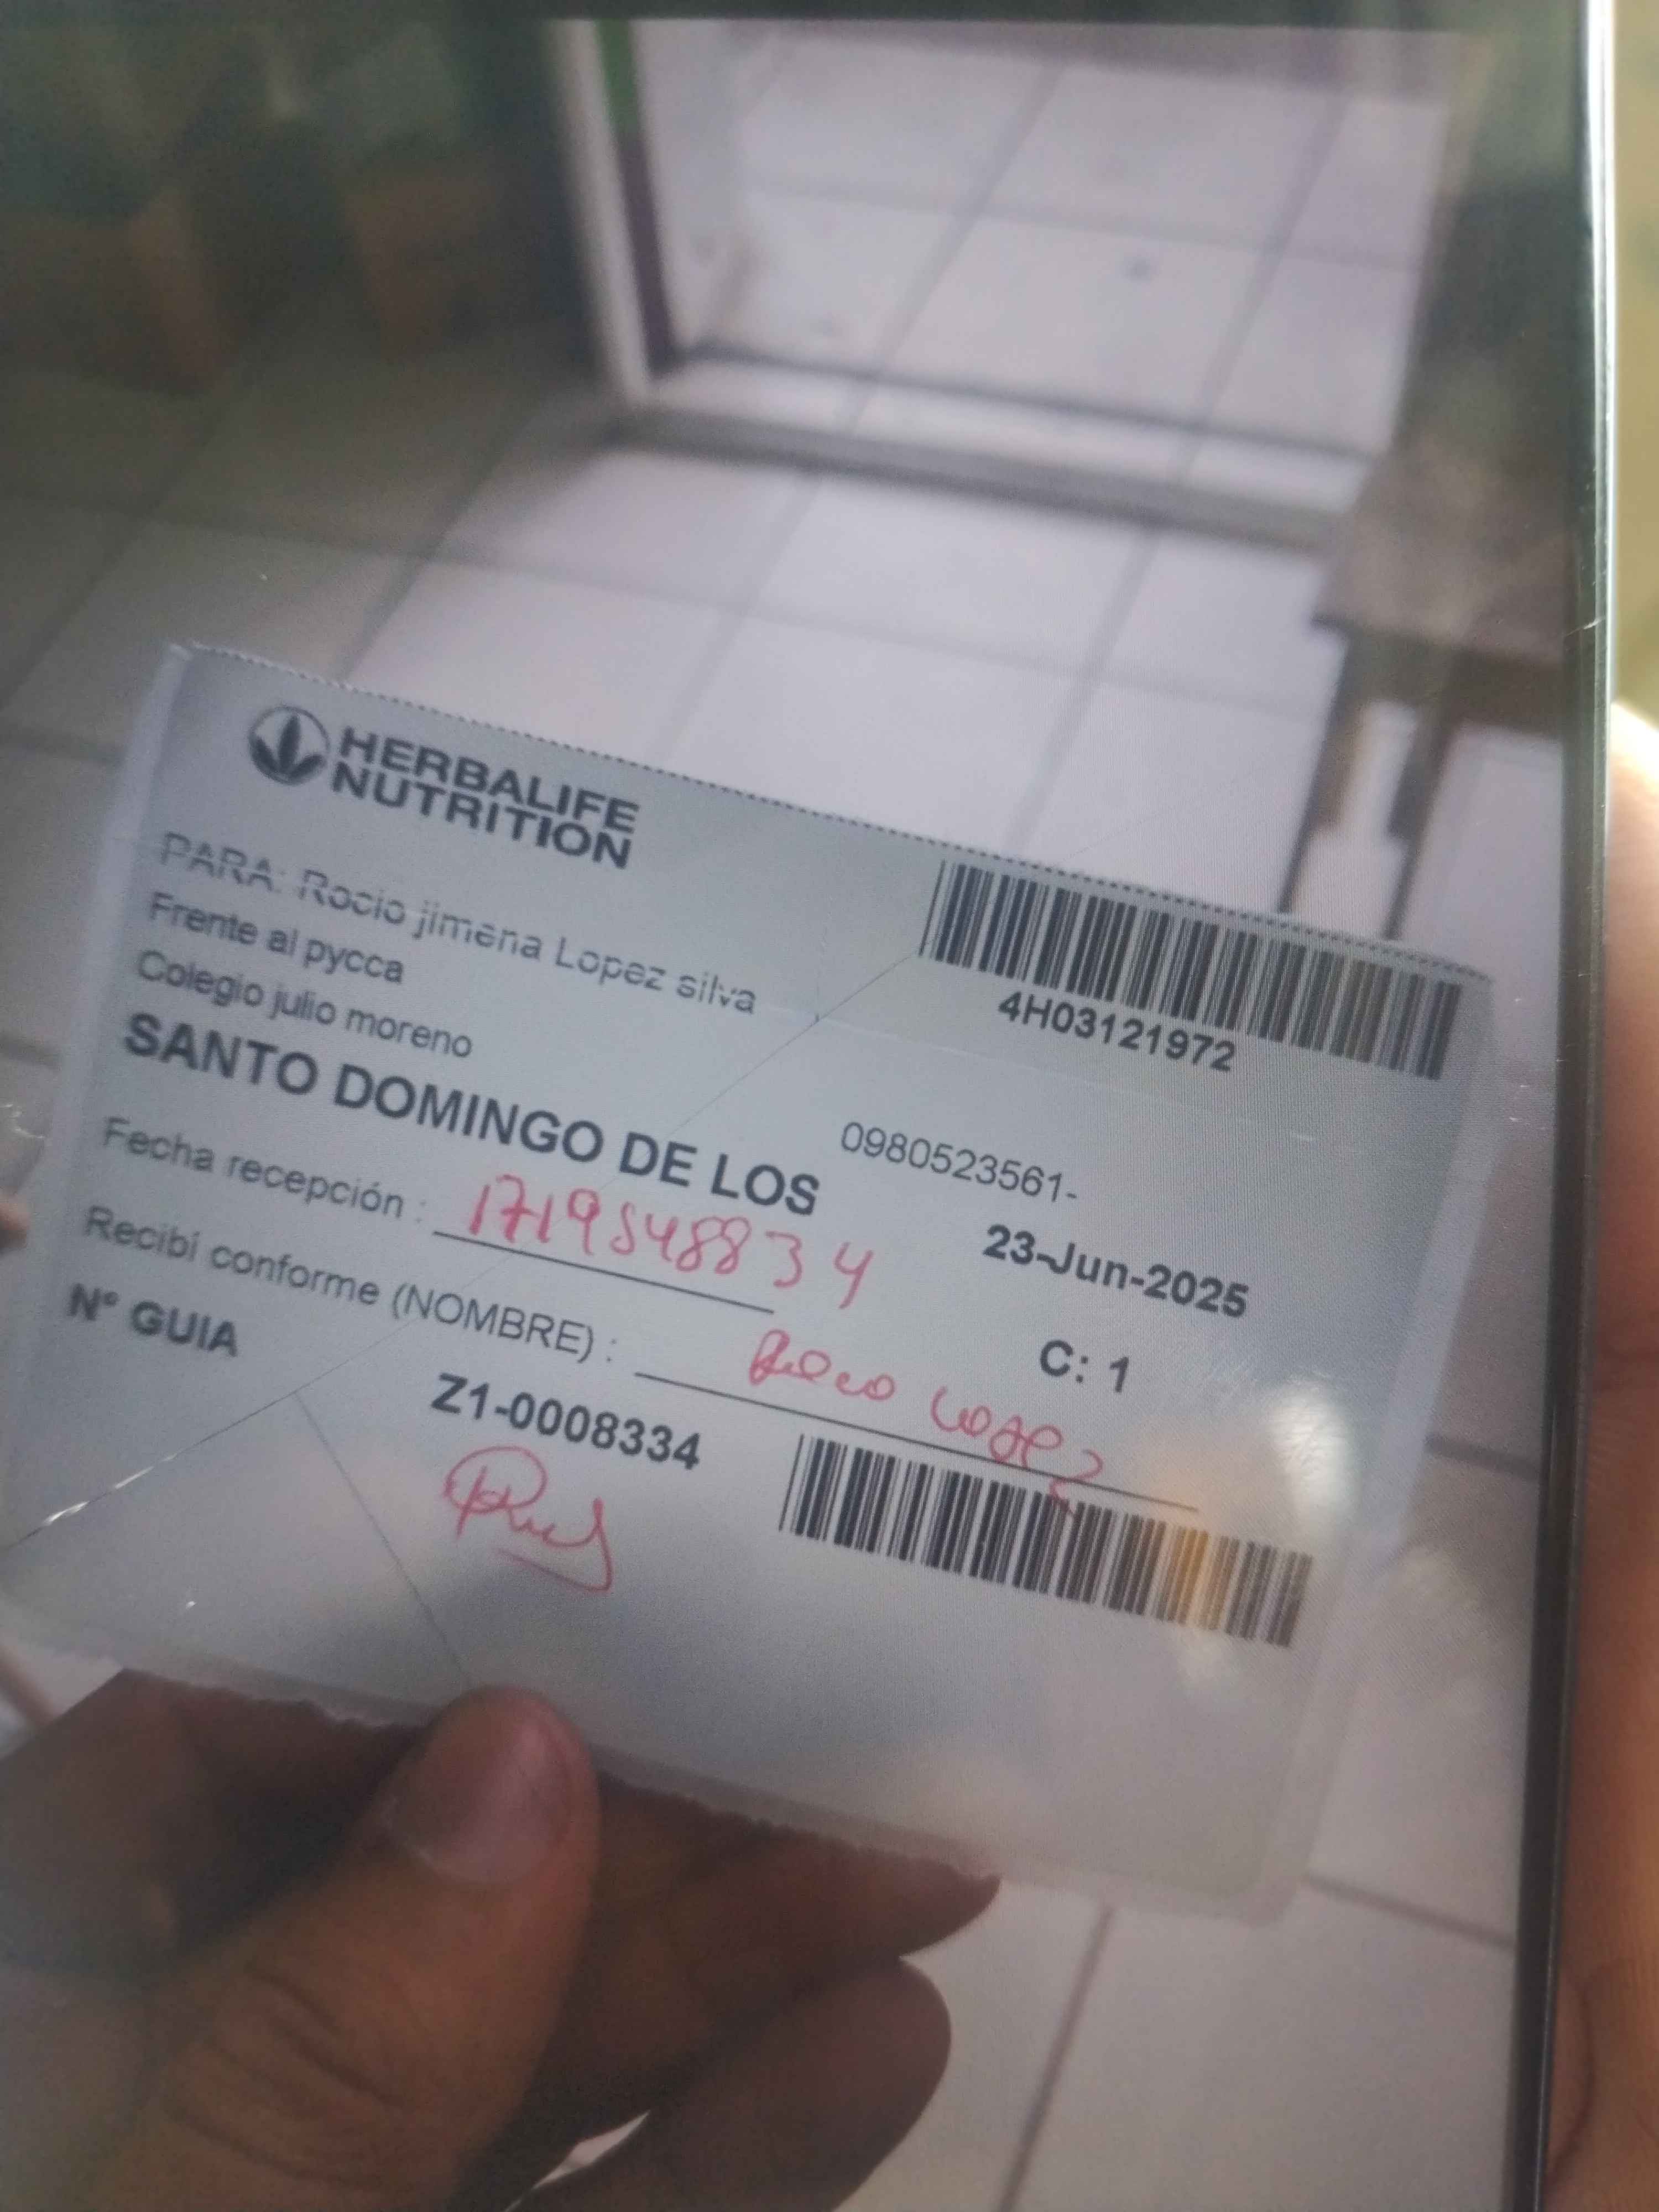 HERBALIFE
NUTRITION
4H03121972
PARA: Rocio jimena Lopez silva
Frente al pycca
Colegio julio moreno
0980523561-
SANTO DOMINGO DE LOS
23-Jun-2025
Fecha recepción : 1719548834
C: 1
Recibí conforme (NOMBRE) :
N° GUIA
Z1-0008334